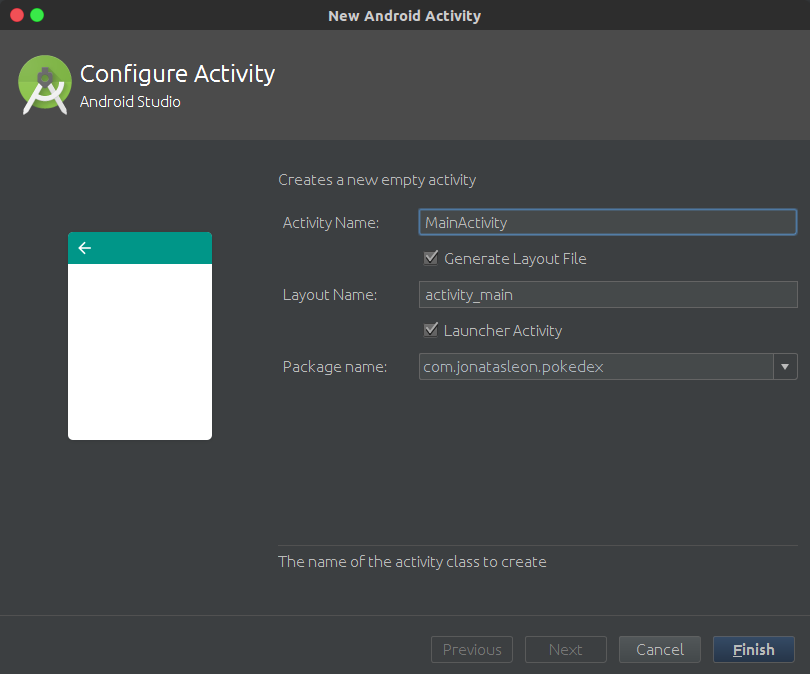 New Android Activity
Configure Activity
Android Studio
Creates a new empty activity
Activity Name: MainActivity
Generate Layout File
Layout Name: activity_main
Launcher Activity
Package name: com.jonatasleon.pokedex
The name of the activity class to create
Previous Next Cancel Finish